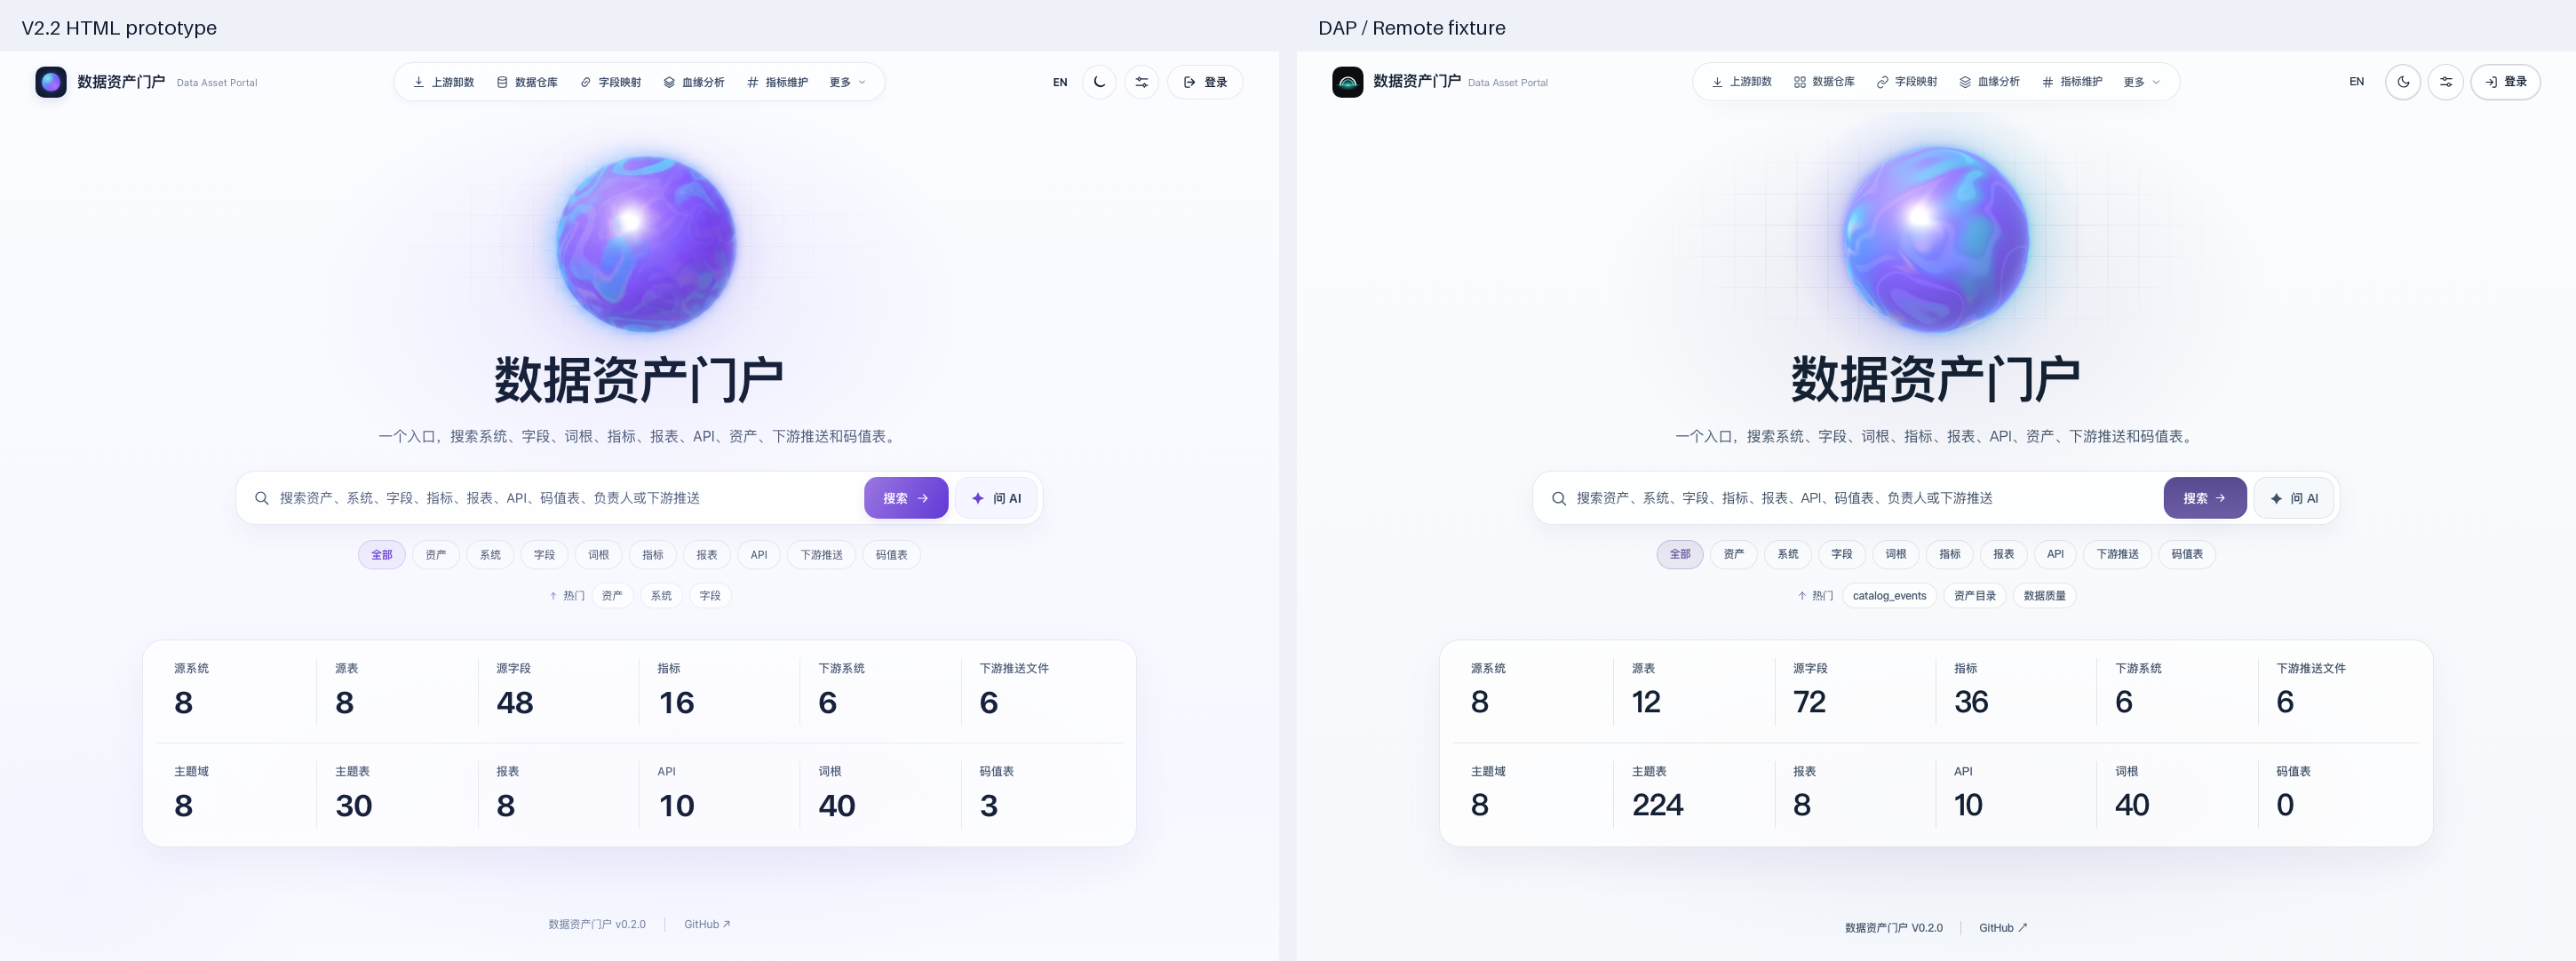 V2.2 HTML prototype
数据资产门户 Data Asset Portal 上游卸数 数据仓库 字段映射 血缘分析 指标维护 更多 EN 登录
数据资产门户
一个入口，搜索系统、字段、词根、指标、报表、API、资产、下游推送和码值表。
搜索资产、系统、字段、指标、报表、API、码值表、负责人或下游推送 搜索 → 问 AI
全部 资产 系统 字段 词根 指标 报表 API 下游推送 码值表
↑ 热门 资产 系统 字段
源系统 源表 源字段 指标 下游系统 下游推送文件
8 8 48 16 6 6
主题域 主题表 报表 API 词根 码值表
8 30 8 10 40 3
数据资产门户 v0.2.0 GitHub ↗
DAP / Remote fixture
数据资产门户 Data Asset Portal 上游卸数 数据仓库 字段映射 血缘分析 指标维护 更多 EN 登录
数据资产门户
一个入口，搜索系统、字段、词根、指标、报表、API、资产、下游推送和码值表。
搜索资产、系统、字段、指标、报表、API、码值表、负责人或下游推送 搜索 → 问 AI
全部 资产 系统 字段 词根 指标 报表 API 下游推送 码值表
↑ 热门 catalog_events 资产目录 数据质量
源系统 源表 源字段 指标 下游系统 下游推送文件
8 12 72 36 6 6
主题域 主题表 报表 API 词根 码值表
8 224 8 10 40 0
数据资产门户 V0.2.0 GitHub ↗